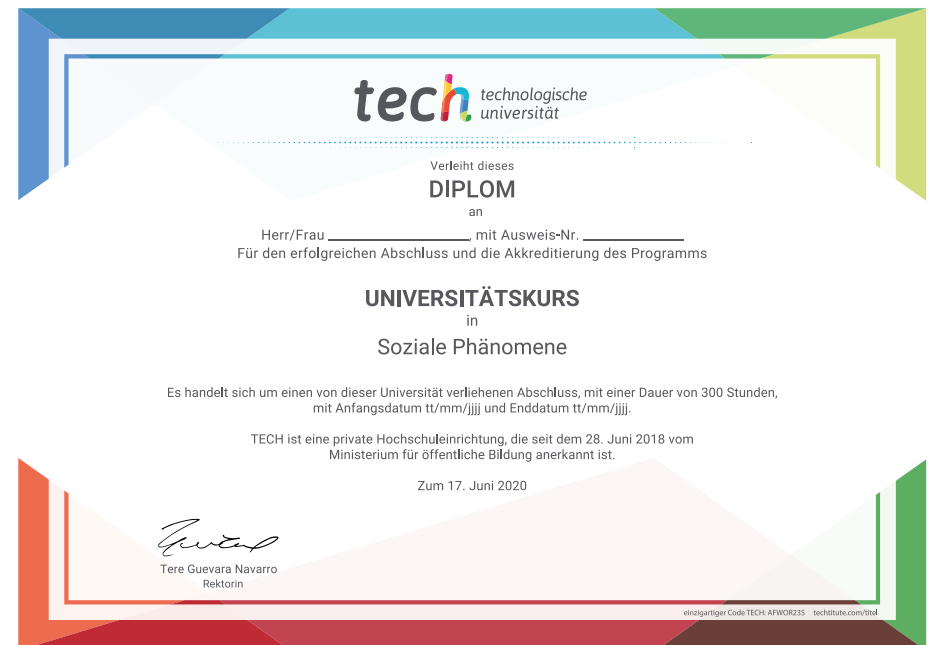 tech technologische
universität
Verleiht dieses
DIPLOM
an
Herr/Frau ____________________, mit Ausweis-Nr. ______________
Für den erfolgreichen Abschluss und die Akkreditierung des Programms
UNIVERSITÄTSKURS
in
Soziale Phänomene
Es handelt sich um einen von dieser Universität verliehenen Abschluss, mit einer Dauer von 300 Stunden,
mit Anfangsdatum tt/mm/jjjj und Enddatum tt/mm/jjjj.
TECH ist eine private Hochschuleinrichtung, die seit dem 28. Juni 2018 vom
Ministerium für öffentliche Bildung anerkannt ist.
Zum 17. Juni 2020
Tere Guevara Navarro
Rektorin
einzigartiger Code TECH: AFWOR23S techtitute.com/titel